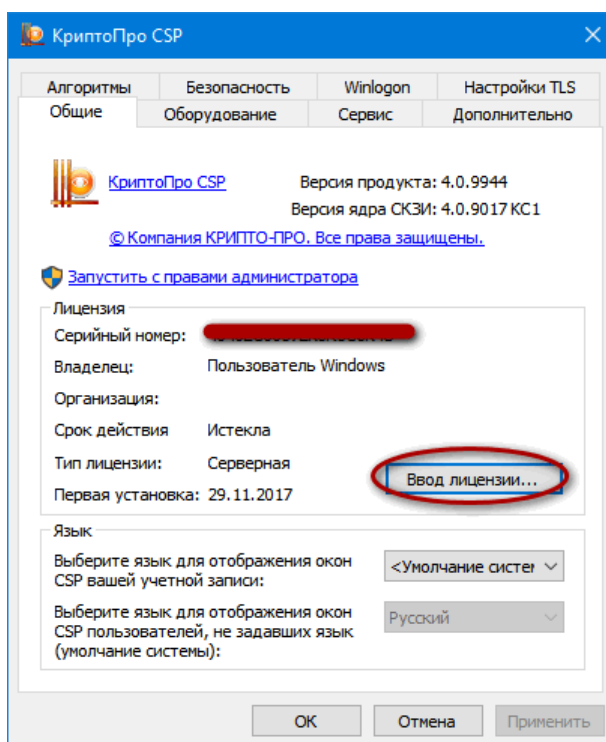 КриптоПро CSP
Алгоритмы Безопасность Winlogon Настройки TLS
Общие Оборудование Сервис Дополнительно
КриптоПро CSP Версия продукта: 4.0.9944
Версия ядра СКЗИ: 4.0.9017 КС1
© Компания КРИПТО-ПРО. Все права защищены.
Запустить с правами администратора
Лицензия
Серийный номер:
Владелец: Пользователь Windows
Организация:
Срок действия Истекла
Тип лицензии: Серверная
Ввод лицензии...
Первая установка: 29.11.2017
Язык
Выберите язык для отображения окон
CSP вашей учетной записи:
<Умолчание систем
Выберите язык для отображения окон
CSP пользователей, не задавших язык
(умолчание системы):
Русский
ОК Отмена Применить